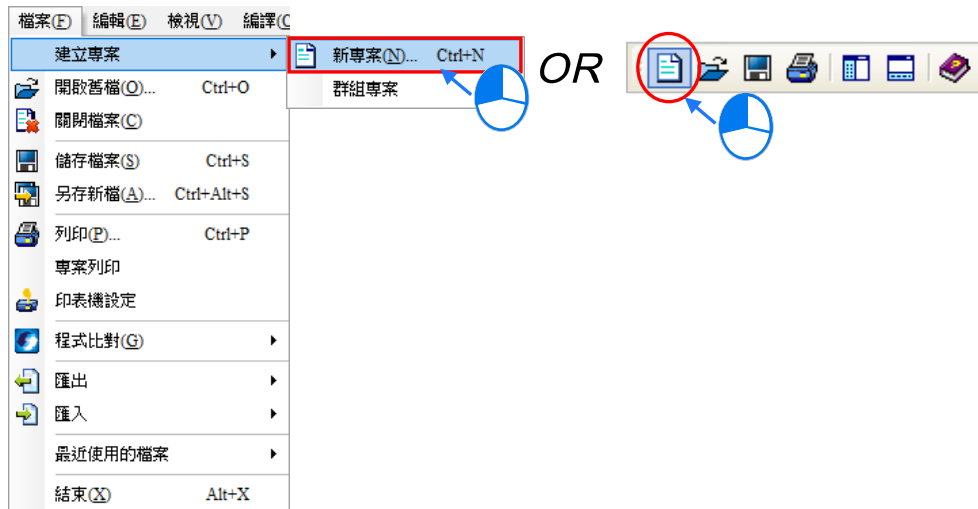 檔案(F) 編輯(E) 檢視(V) 編譯(C
建立專案
新專案(N)... Ctrl+N
群組專案
OR
開啟舊檔(O)... Ctrl+O
關閉檔案(C)
儲存檔案(S) Ctrl+S
另存新檔(A)... Ctrl+Alt+S
列印(P)... Ctrl+P
專案列印
印表機設定
程式比對(G)
匯出
匯入
最近使用的檔案
結束(X) Alt+X